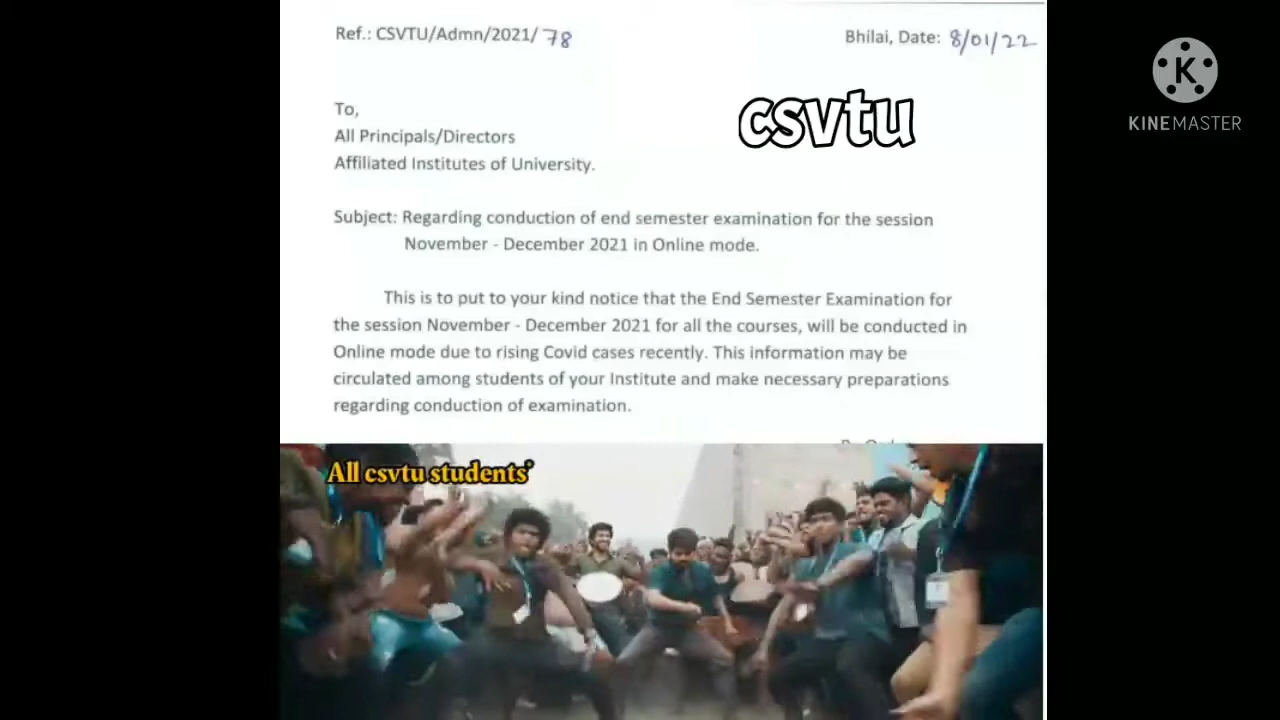 Ref.: CSVTU/Admn/2021/ 78
Bhilai, Date: 8/01/22
KINEMASTER
csvtu
To,
All Principals/Directors
Affiliated Institutes of University.
Subject: Regarding conduction of end semester examination for the session
November - December 2021 in Online mode.
This is to put to your kind notice that the End Semester Examination for
the session November - December 2021 for all the courses, will be conducted in
Online mode due to rising Covid cases recently. This information may be
circulated among students of your Institute and make necessary preparations
regarding conduction of examination.
All csvtu students'